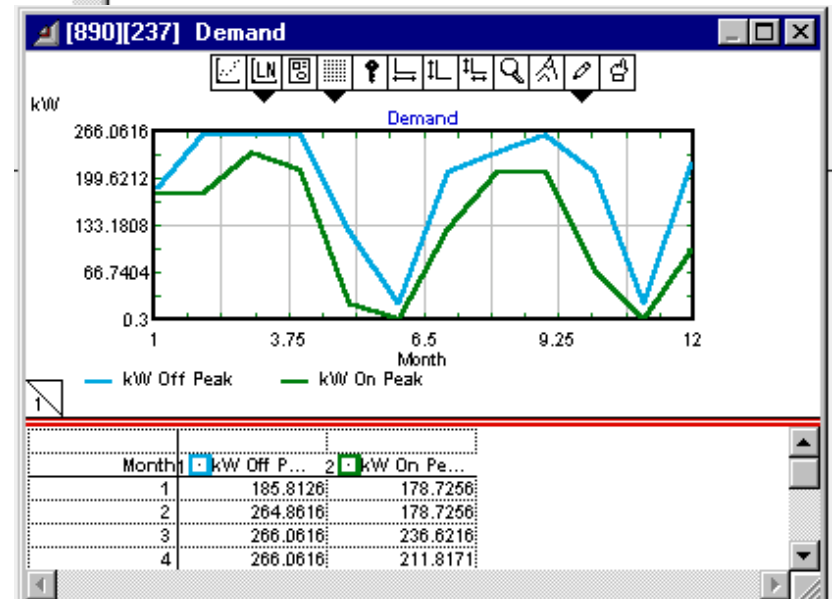 [890][237] Demand
LN
kW
Demand
266.0616
199.6212
133.1808
66.7404
0.3
1 3.75 6.5 9.25 12
Month
kW Off Peak kW On Peak
1
Month 1 kW Off P... 2 kW On Pe...
1 185.8126 178.7256
2 264.8616 178.7256
3 266.0616 236.6216
4 266.0616 211.8171